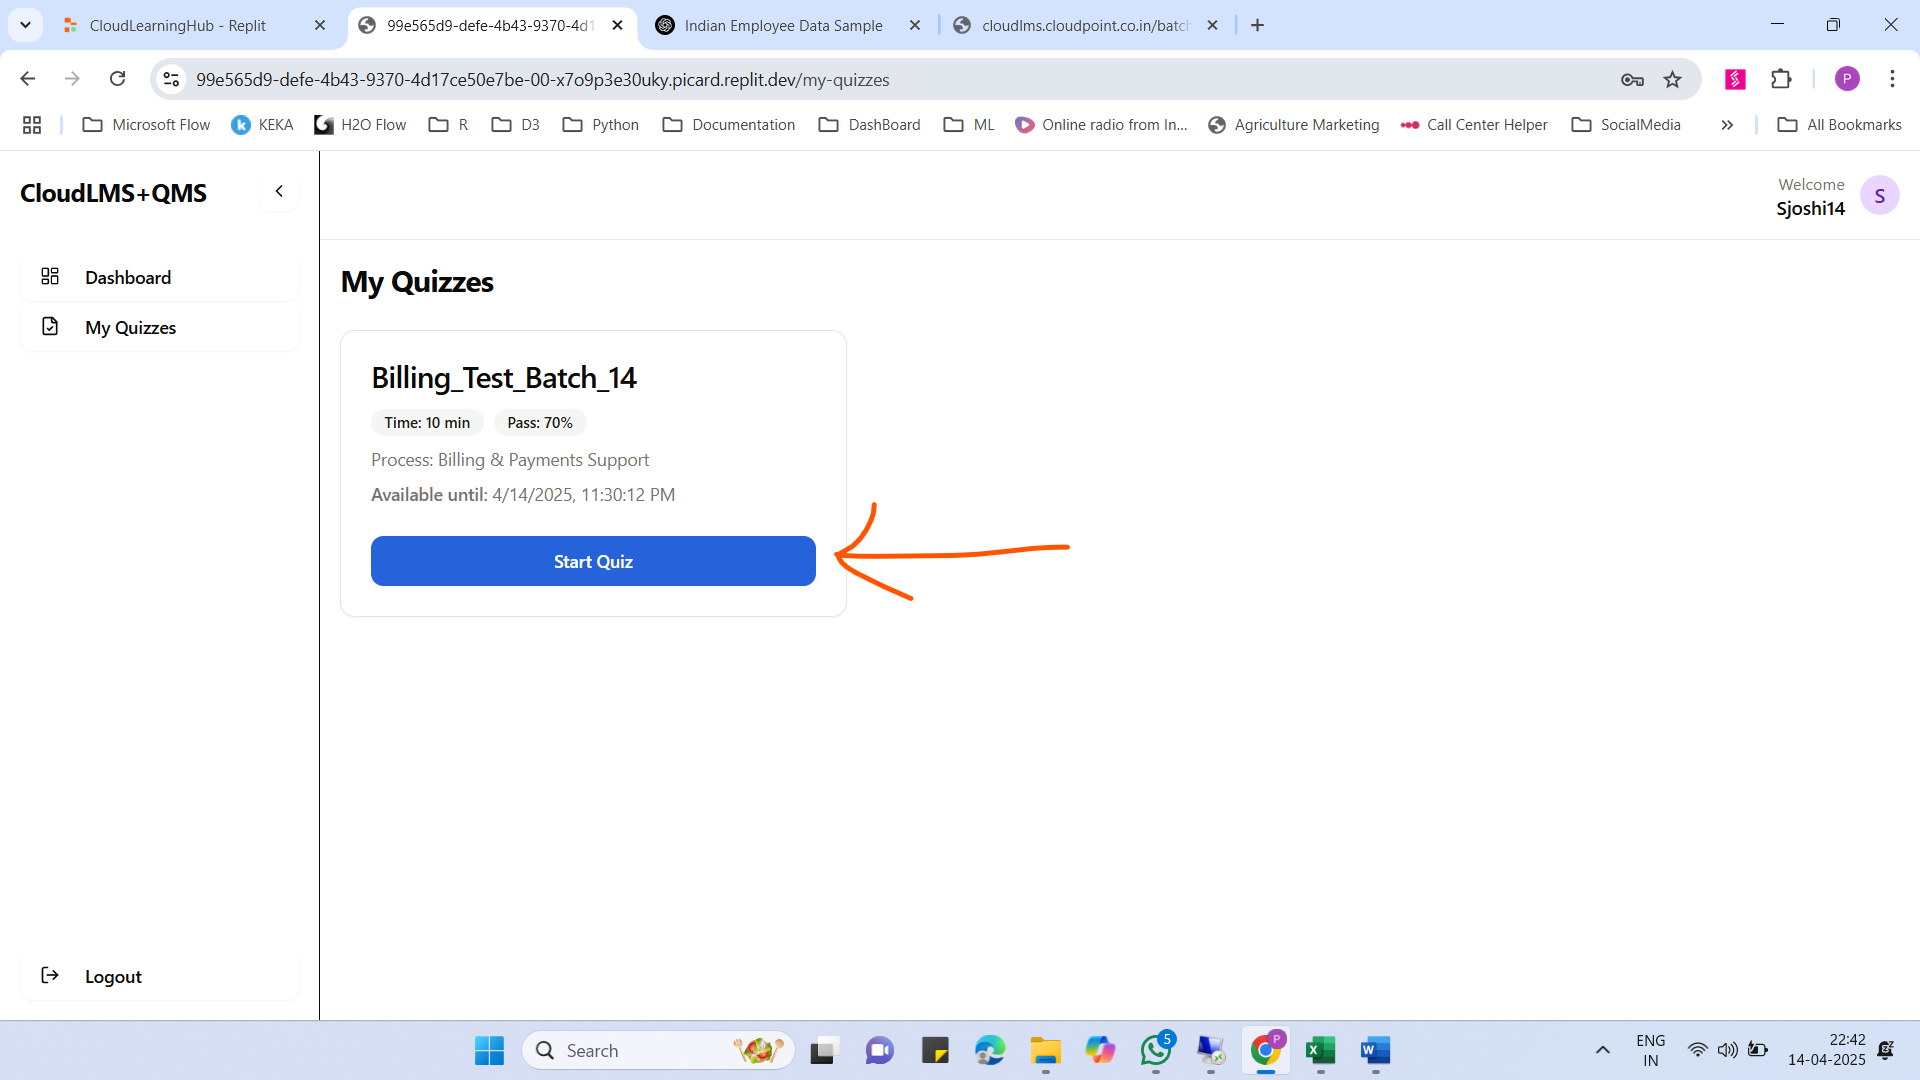 CloudLearningHub - Replit
99e565d9-defe-4b43-9370-4d1
Indian Employee Data Sample
cloudlms.cloudpoint.co.in/batch
99e565d9-defe-4b43-9370-4d17ce50e7be-00-x7o9p3e30uky.picard.replit.dev/my-quizzes
P
Microsoft Flow
KEKA
H2O Flow
R
D3
Python
Documentation
DashBoard
ML
Online radio from In...
Agriculture Marketing
Call Center Helper
SocialMedia
All Bookmarks
CloudLMS+QMS
Welcome
Sjoshi14
S
Dashboard
My Quizzes
My Quizzes
Billing_Test_Batch_14
Time: 10 min
Pass: 70%
Process: Billing & Payments Support
Available until: 4/14/2025, 11:30:12 PM
Start Quiz
Logout
Search
5
P
ENG
IN
22:42
14-04-2025